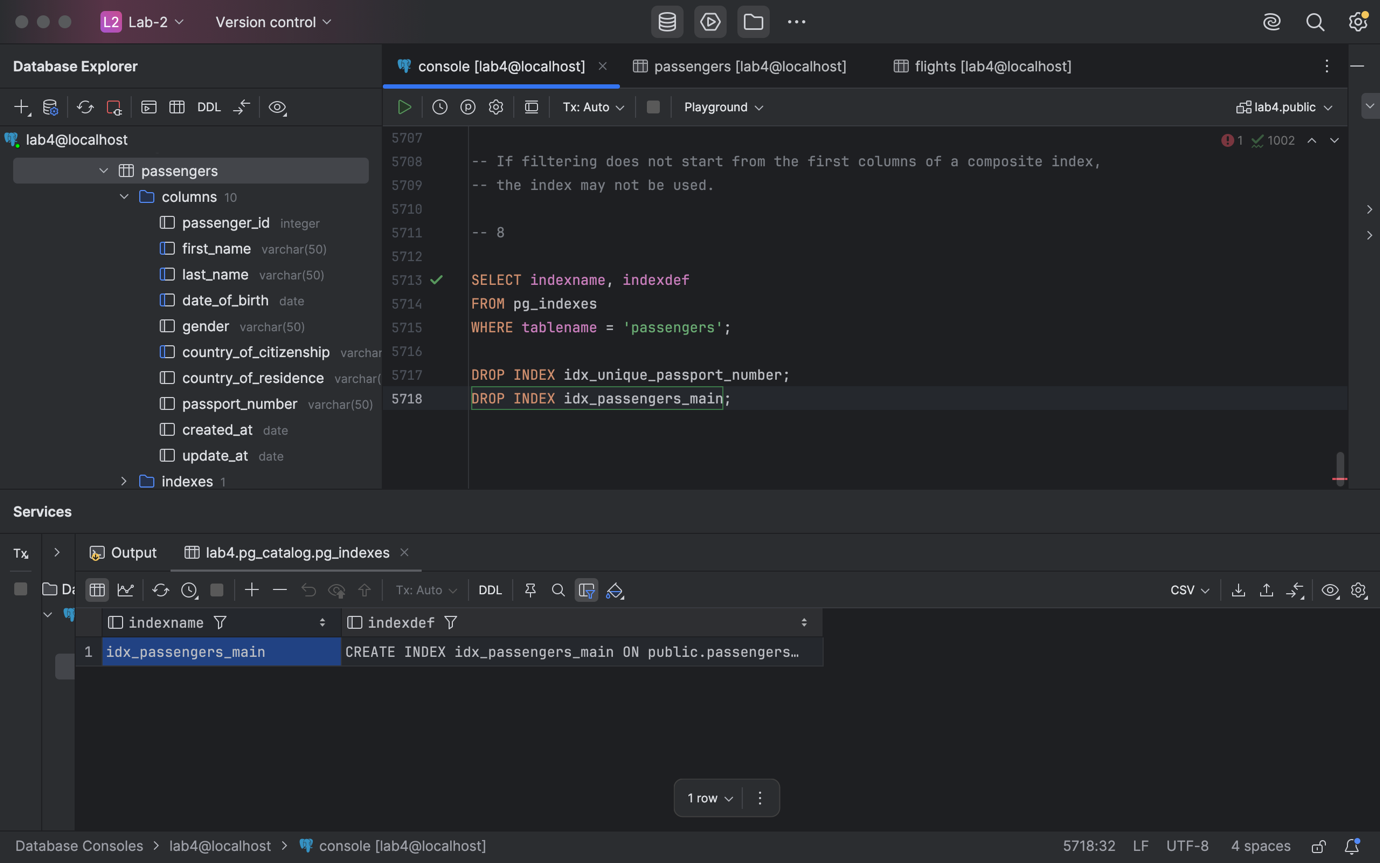 L2 Lab-2 Version control
Database Explorer
console [lab4@localhost] passengers [lab4@localhost] flights [lab4@localhost]
DDL
Tx: Auto Playground lab4.public
lab4@localhost
passengers
columns 10
passenger_id integer
first_name varchar(50)
last_name varchar(50)
date_of_birth date
gender varchar(50)
country_of_citizenship varchar
country_of_residence varchar(
passport_number varchar(50)
created_at date
update_at date
indexes 1
1 1002
5707
5708 -- If filtering does not start from the first columns of a composite index,
5709 -- the index may not be used.
5710
5711 -- 8
5712
5713 SELECT indexname, indexdef
5714 FROM pg_indexes
5715 WHERE tablename = 'passengers';
5716
5717 DROP INDEX idx_unique_passport_number;
5718 DROP INDEX idx_passengers_main;
Services
Tx Output lab4.pg_catalog.pg_indexes
Da Tx: Auto DDL CSV
indexname indexdef
1 idx_passengers_main CREATE INDEX idx_passengers_main ON public.passengers…
1 row
Database Consoles lab4@localhost console [lab4@localhost] 5718:32 LF UTF-8 4 spaces